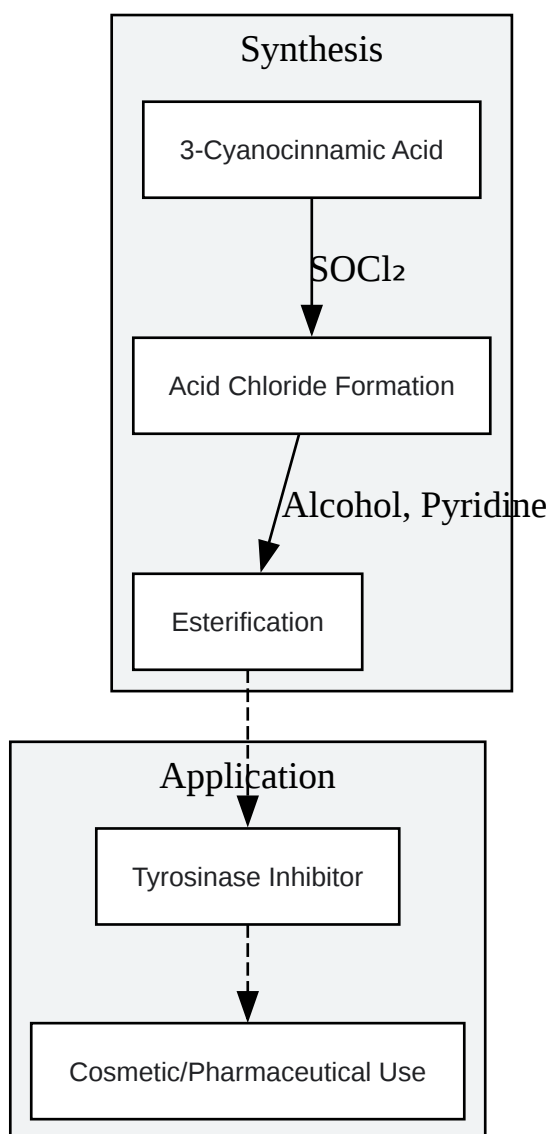 Synthesis
3-Cyanocinnamic Acid
SOCl₂
Acid Chloride Formation
Alcohol, Pyridine
Esterification
Application
Tyrosinase Inhibitor
Cosmetic/Pharmaceutical Use